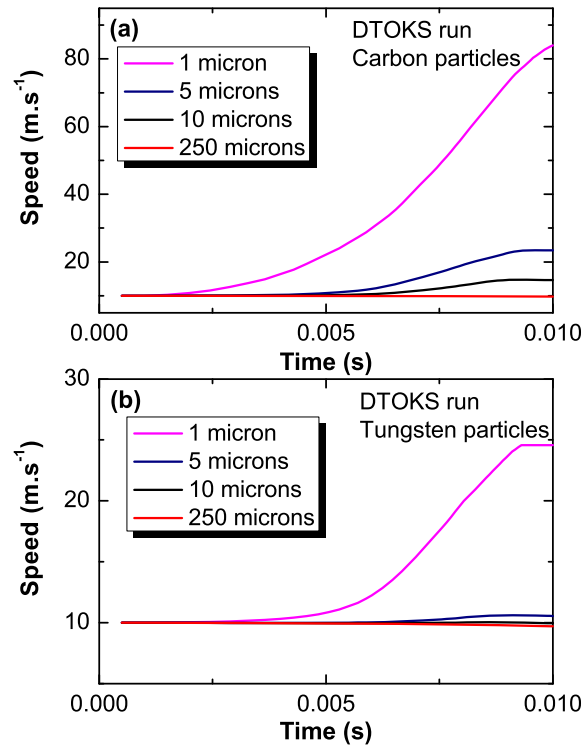 (a)
DTOKS run
Carbon particles
1 micron
5 microns
10 microns
250 microns
80
60
40
20
Speed (m.s⁻¹)
0.000
0.005
0.010
Time (s)
(b)
DTOKS run
Tungsten particles
1 micron
5 microns
10 microns
250 microns
30
20
10
Speed (m.s⁻¹)
0.000
0.005
0.010
Time (s)